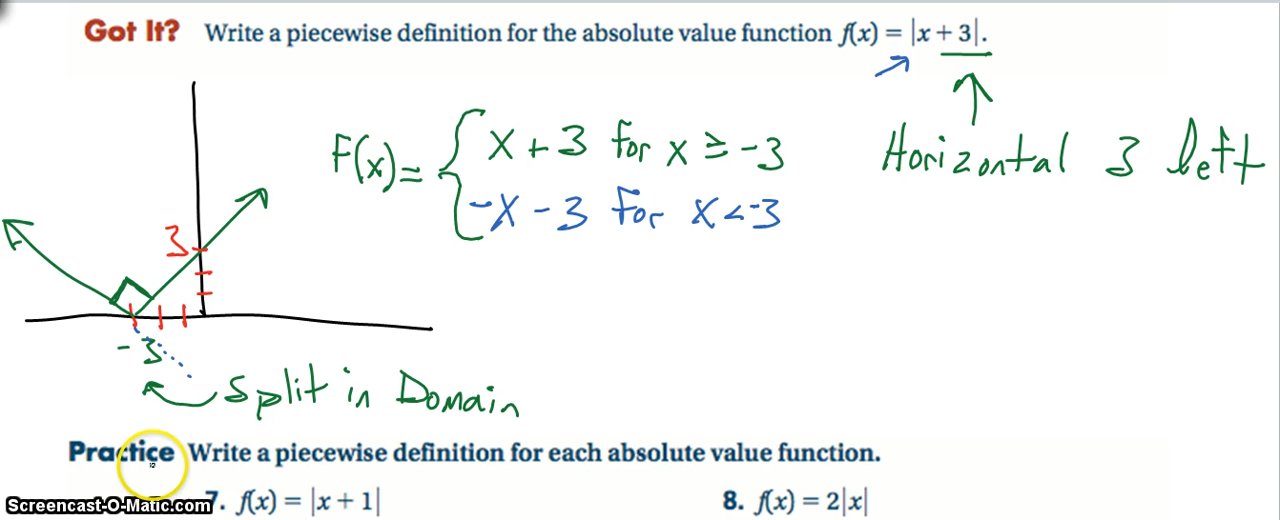 Got It? Write a piecewise definition for the absolute value function f(x) = |x + 3|.
F(x) = { x + 3 for x ≥ -3
-x - 3 for x < -3
Horizontal 3 left
3
-3
Split in Domain
Practice Write a piecewise definition for each absolute value function.
7. f(x) = |x + 1|
8. f(x) = 2|x|
Screencast-O-Matic.com